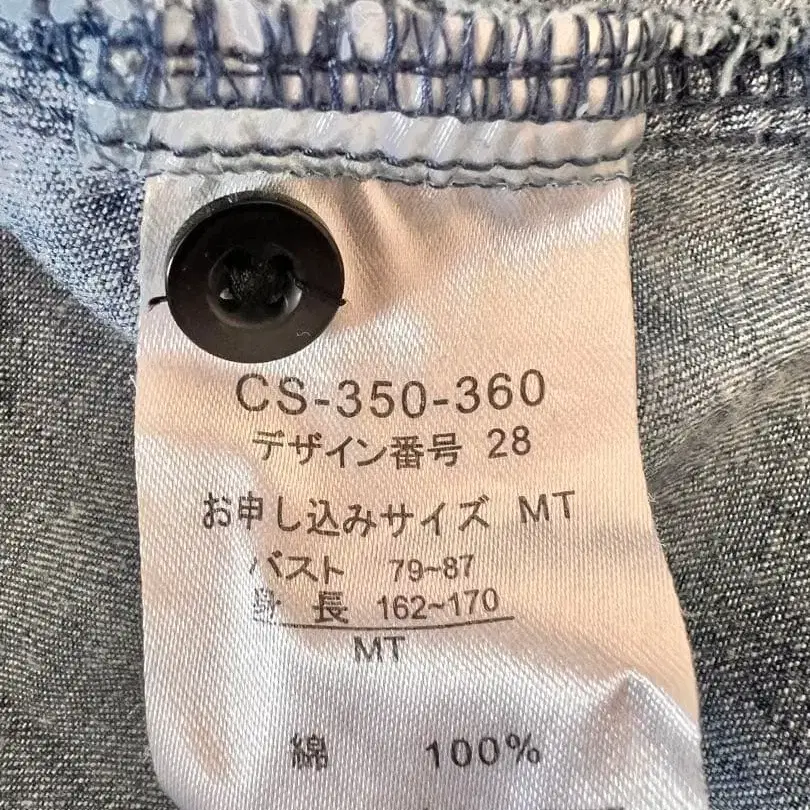 CS-350-360
デザイン番号 28
お申し込みサイズ MT
バスト 79~87
身 長 162~170
MT
綿 100%